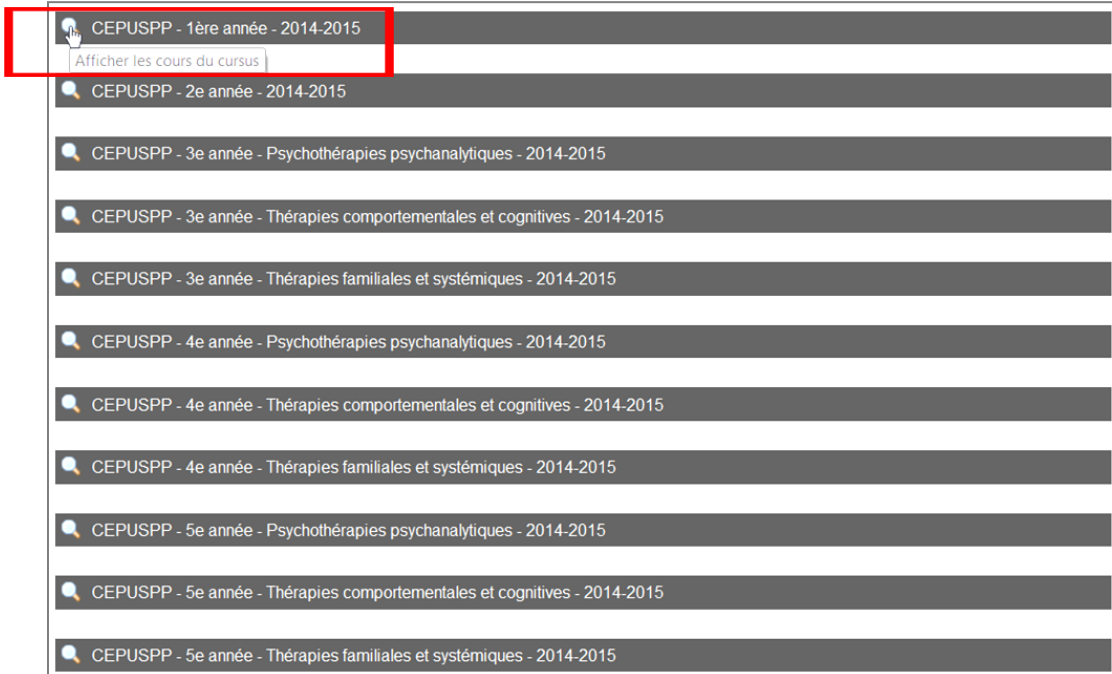 CEPUSPP - 1ère année - 2014-2015
Afficher les cours du cursus
CEPUSPP - 2e année - 2014-2015
CEPUSPP - 3e année - Psychothérapies psychanalytiques - 2014-2015
CEPUSPP - 3e année - Thérapies comportementales et cognitives - 2014-2015
CEPUSPP - 3e année - Thérapies familiales et systémiques - 2014-2015
CEPUSPP - 4e année - Psychothérapies psychanalytiques - 2014-2015
CEPUSPP - 4e année - Thérapies comportementales et cognitives - 2014-2015
CEPUSPP - 4e année - Thérapies familiales et systémiques - 2014-2015
CEPUSPP - 5e année - Psychothérapies psychanalytiques - 2014-2015
CEPUSPP - 5e année - Thérapies comportementales et cognitives - 2014-2015
CEPUSPP - 5e année - Thérapies familiales et systémiques - 2014-2015